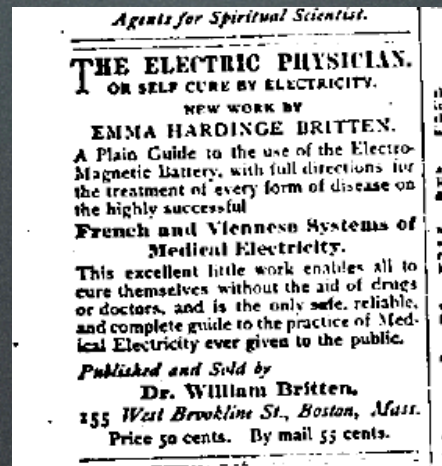 Agents for Spiritual Scientist.
THE ELECTRIC PHYSICIAN.
OR SELF CURE BY ELECTRICITY.
NEW WORK BY
EMMA HARDINGE BRITTEN.
A Plain Guide to the use of the Electro-
Magnetic Battery, with full directions for
the treatment of every form of disease on
the highly successful
French and Viennese Systems of
Medical Electricity.
This excellent little work enables all to
cure themselves without the aid of drugs
or doctors, and is the only safe, reliable,
and complete guide to the practice of Med-
ical Electricity ever given to the public.
Published and Sold by
Dr. William Britten,
155 West Brookline St., Boston, Mass.
Price 50 cents. By mail 55 cents.